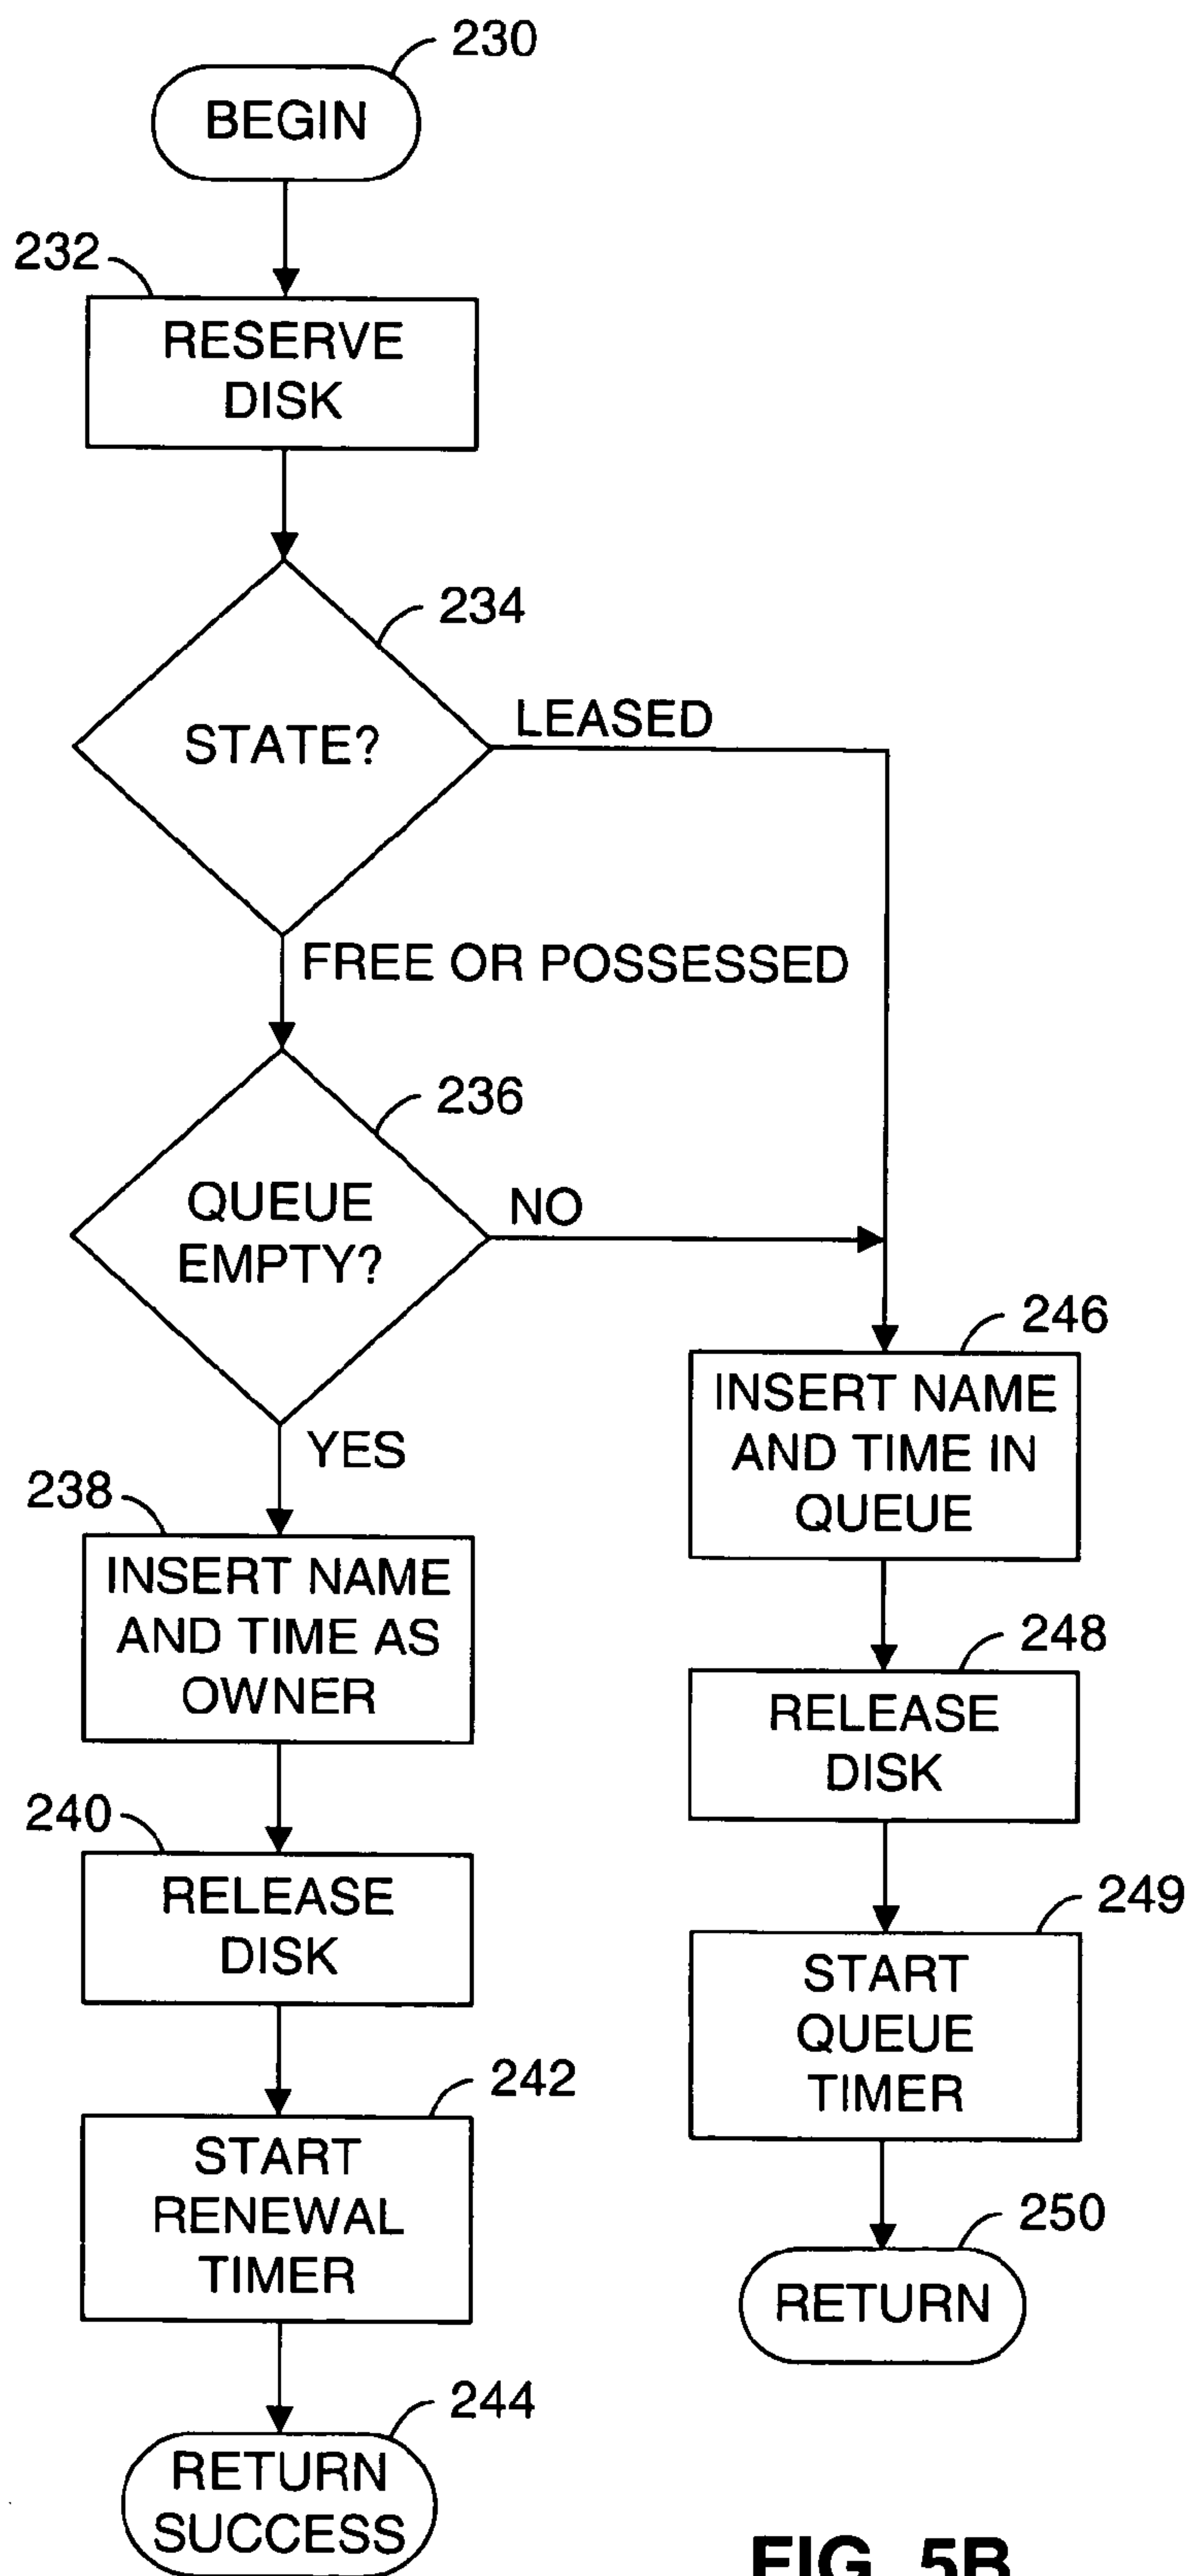 230
BEGIN
232
RESERVE
DISK
234
STATE?
LEASED
FREE OR POSSESSED
236
QUEUE
EMPTY?
NO
YES
238
INSERT NAME
AND TIME AS
OWNER
240
RELEASE
DISK
242
START
RENEWAL
TIMER
244
RETURN
SUCCESS
246
INSERT NAME
AND TIME IN
QUEUE
248
RELEASE
DISK
249
START
QUEUE
TIMER
250
RETURN
FIG. 5B